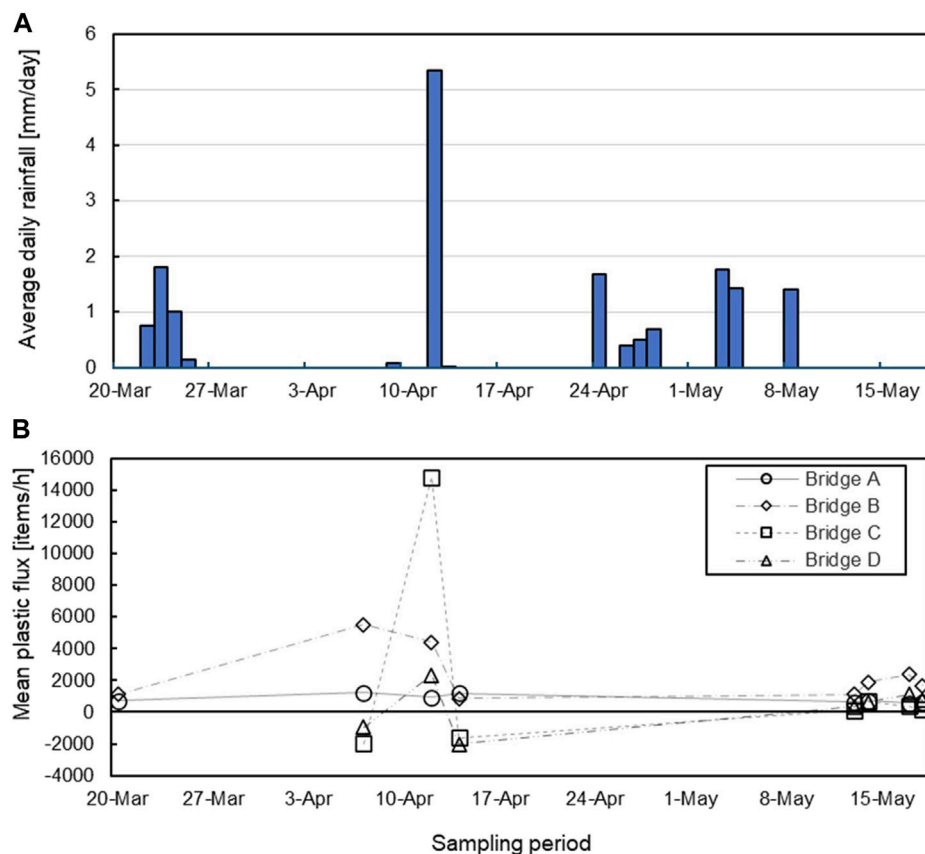 A
Average daily rainfall [mm/day]
6
5
4
3
2
1
0
20-Mar 27-Mar 3-Apr 10-Apr 17-Apr 24-Apr 1-May 8-May 15-May
B
Mean plastic flux [items/h]
16000
14000
12000
10000
8000
6000
4000
2000
0
-2000
-4000
Bridge A
Bridge B
Bridge C
Bridge D
20-Mar 27-Mar 3-Apr 10-Apr 17-Apr 24-Apr 1-May 8-May 15-May
Sampling period